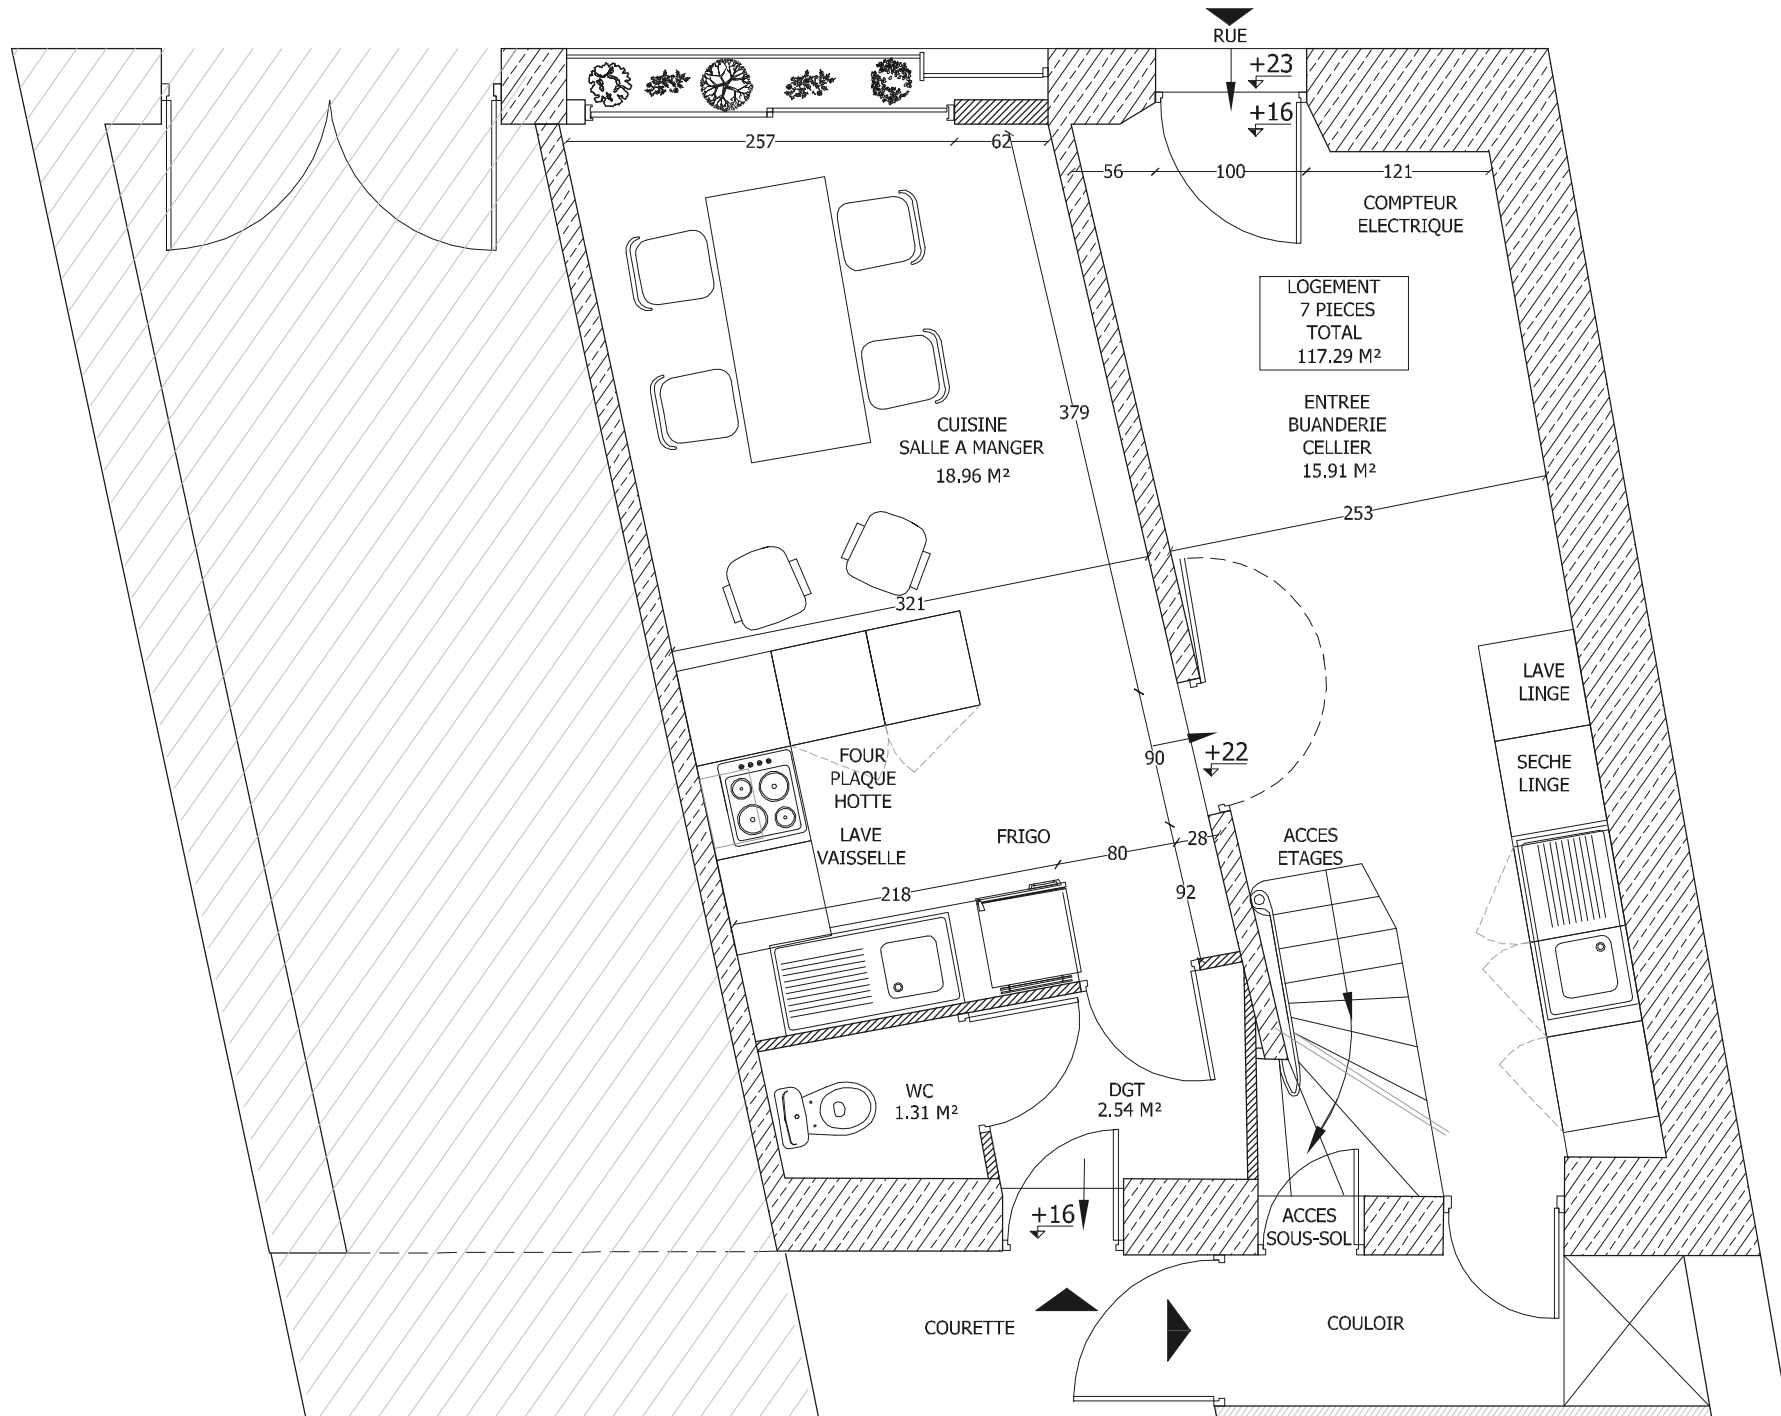 RUE
+23
+16
257
62
56
100
121
COMPTEUR
ELECTRIQUE
LOGEMENT
7 PIECES
TOTAL
117.29 M²
379
CUISINE
SALLE A MANGER
18.96 M²
ENTREE
BUANDERIE
CELLIER
15.91 M²
253
321
LAVE
LINGE
+22
90
SECHE
LINGE
FOUR
PLAQUE
HOTTE
LAVE
VAISSELLE
FRIGO
28
80
ACCES
ETAGES
218
92
WC
1.31 M²
DGT
2.54 M²
+16
ACCES
SOUS-SOL
COURETTE
COULOIR